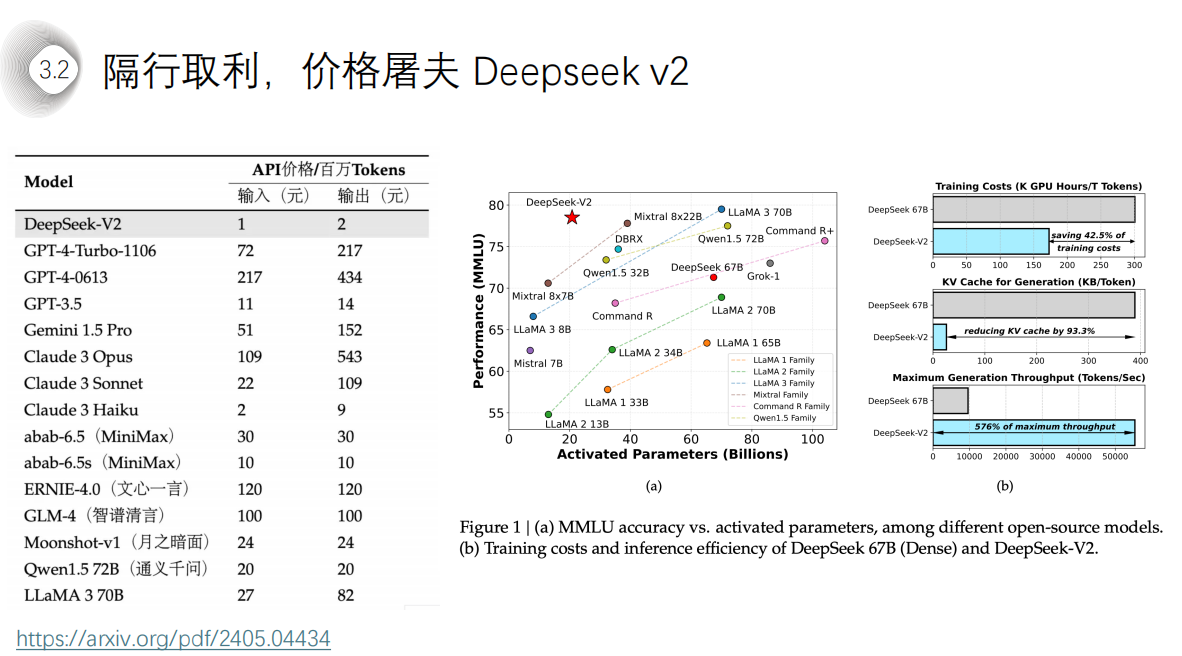 3.2
隔行取利，价格屠夫 Deepseek v2
Model
API价格/百万Tokens
输入（元） 输出（元）
DeepSeek-V2 1 2
GPT-4-Turbo-1106 72 217
GPT-4-0613 217 434
GPT-3.5 11 14
Gemini 1.5 Pro 51 152
Claude 3 Opus 109 543
Claude 3 Sonnet 22 109
Claude 3 Haiku 2 9
abab-6.5（MiniMax） 30 30
abab-6.5s（MiniMax） 10 10
ERNIE-4.0（文心一言） 120 120
GLM-4（智谱清言） 100 100
Moonshot-v1（月之暗面） 24 24
Qwen1.5 72B（通义千问） 20 20
LLaMA 3 70B 27 82
https://arxiv.org/pdf/2405.04434
Performance (MMLU)
80
75
70
65
60
55
DeepSeek-V2
Mixtral 8x22B
LLaMA 3 70B
Command R+
DBRX
Qwen1.5 72B
Qwen1.5 32B
DeepSeek 67B
Grok-1
Mixtral 8x7B
Command R
LLaMA 2 70B
LLaMA 3 8B
LLaMA 1 65B
Mistral 7B
LLaMA 2 34B
LLaMA 1 33B
LLaMA 2 13B
LLaMA 1 Family
LLaMA 2 Family
LLaMA 3 Family
Mixtral Family
Command R Family
Qwen1.5 Family
0 20 40 60 80 100
Activated Parameters (Billions)
(a)
Training Costs (K GPU Hours/T Tokens)
DeepSeek 67B
DeepSeek-V2
saving 42.5% of
training costs
0 50 100 150 200 250 300
KV Cache for Generation (KB/Token)
DeepSeek 67B
DeepSeek-V2
reducing KV cache by 93.3%
0 100 200 300 400
Maximum Generation Throughput (Tokens/Sec)
DeepSeek 67B
DeepSeek-V2
576% of maximum throughput
0 10000 20000 30000 40000 50000
(b)
Figure 1 | (a) MMLU accuracy vs. activated parameters, among different open-source models.
(b) Training costs and inference efficiency of DeepSeek 67B (Dense) and DeepSeek-V2.